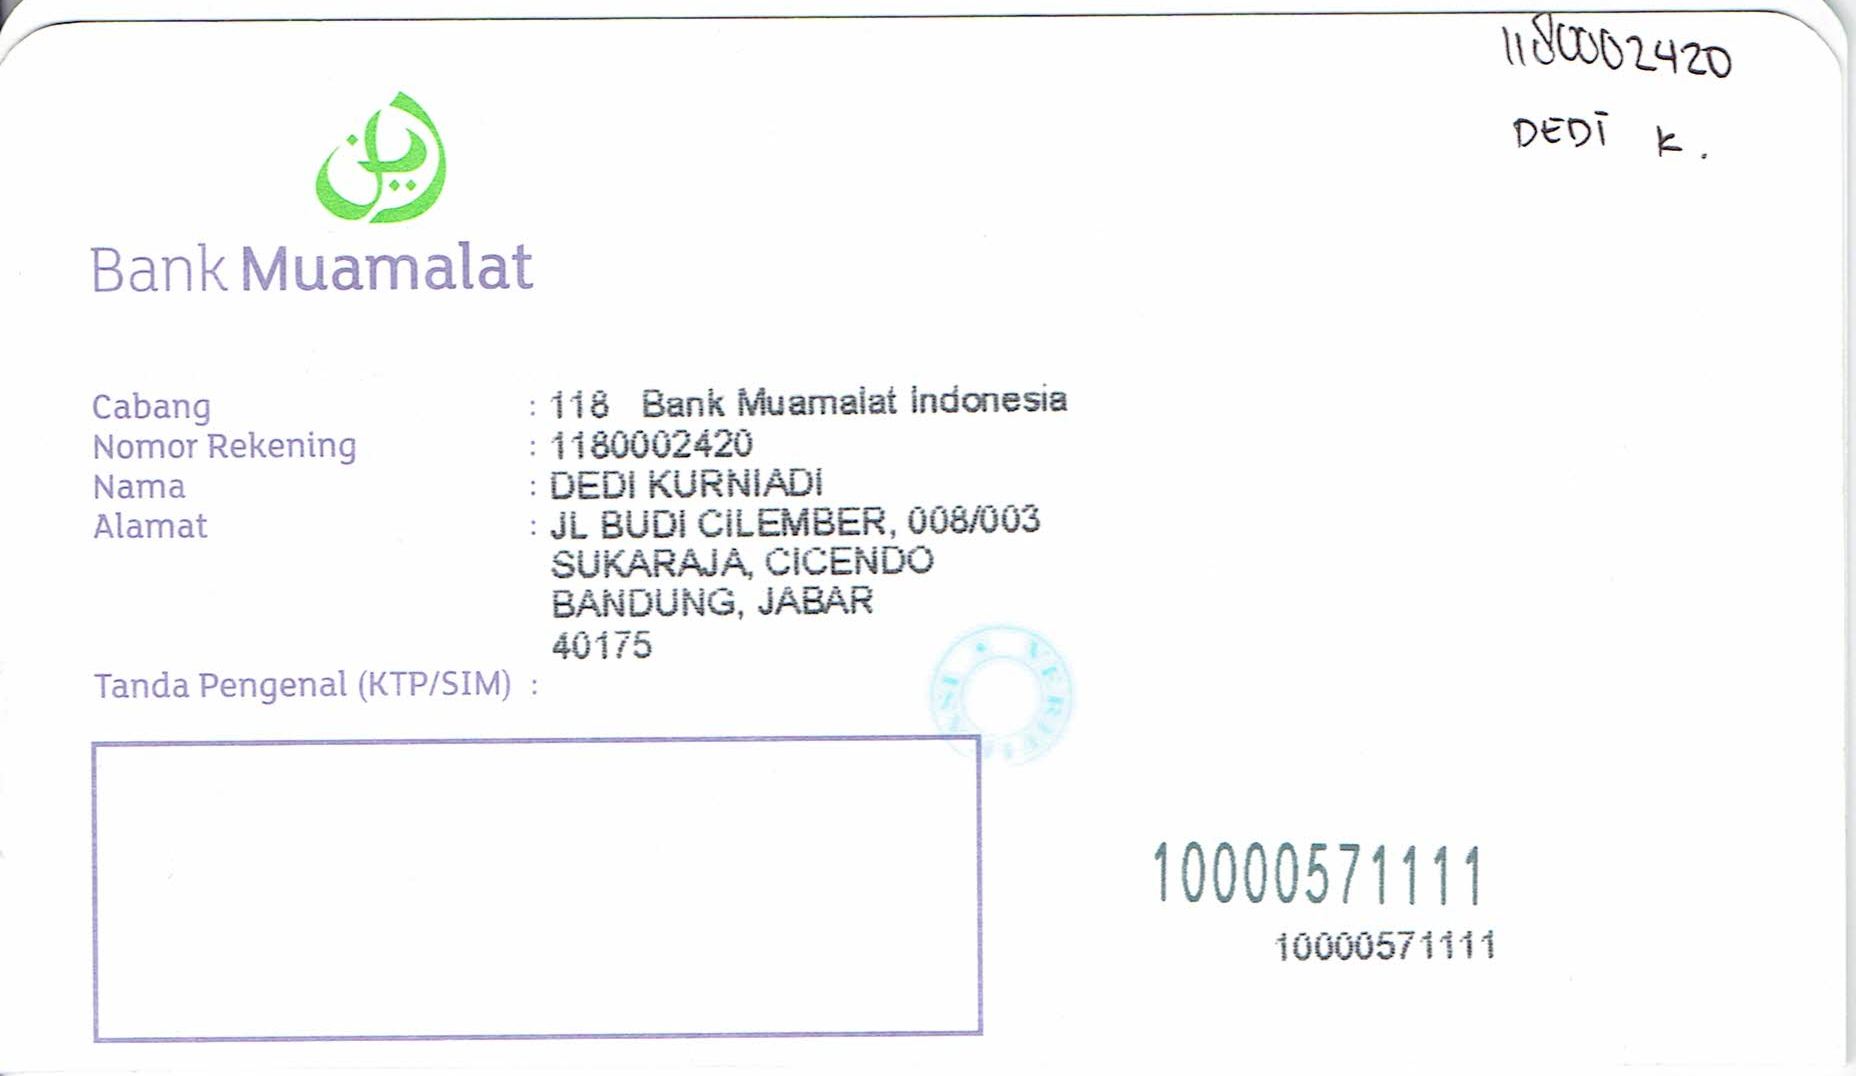 1180002420
DEDI K.
Bank Muamalat
Cabang : 118 Bank Muamalat Indonesia
Nomor Rekening : 1180002420
Nama : DEDI KURNIADI
Alamat : JL BUDI CILEMBER, 008/003
SUKARAJA, CICENDO
BANDUNG, JABAR
40175
Tanda Pengenal (KTP/SIM) :
10000571111
10000571111